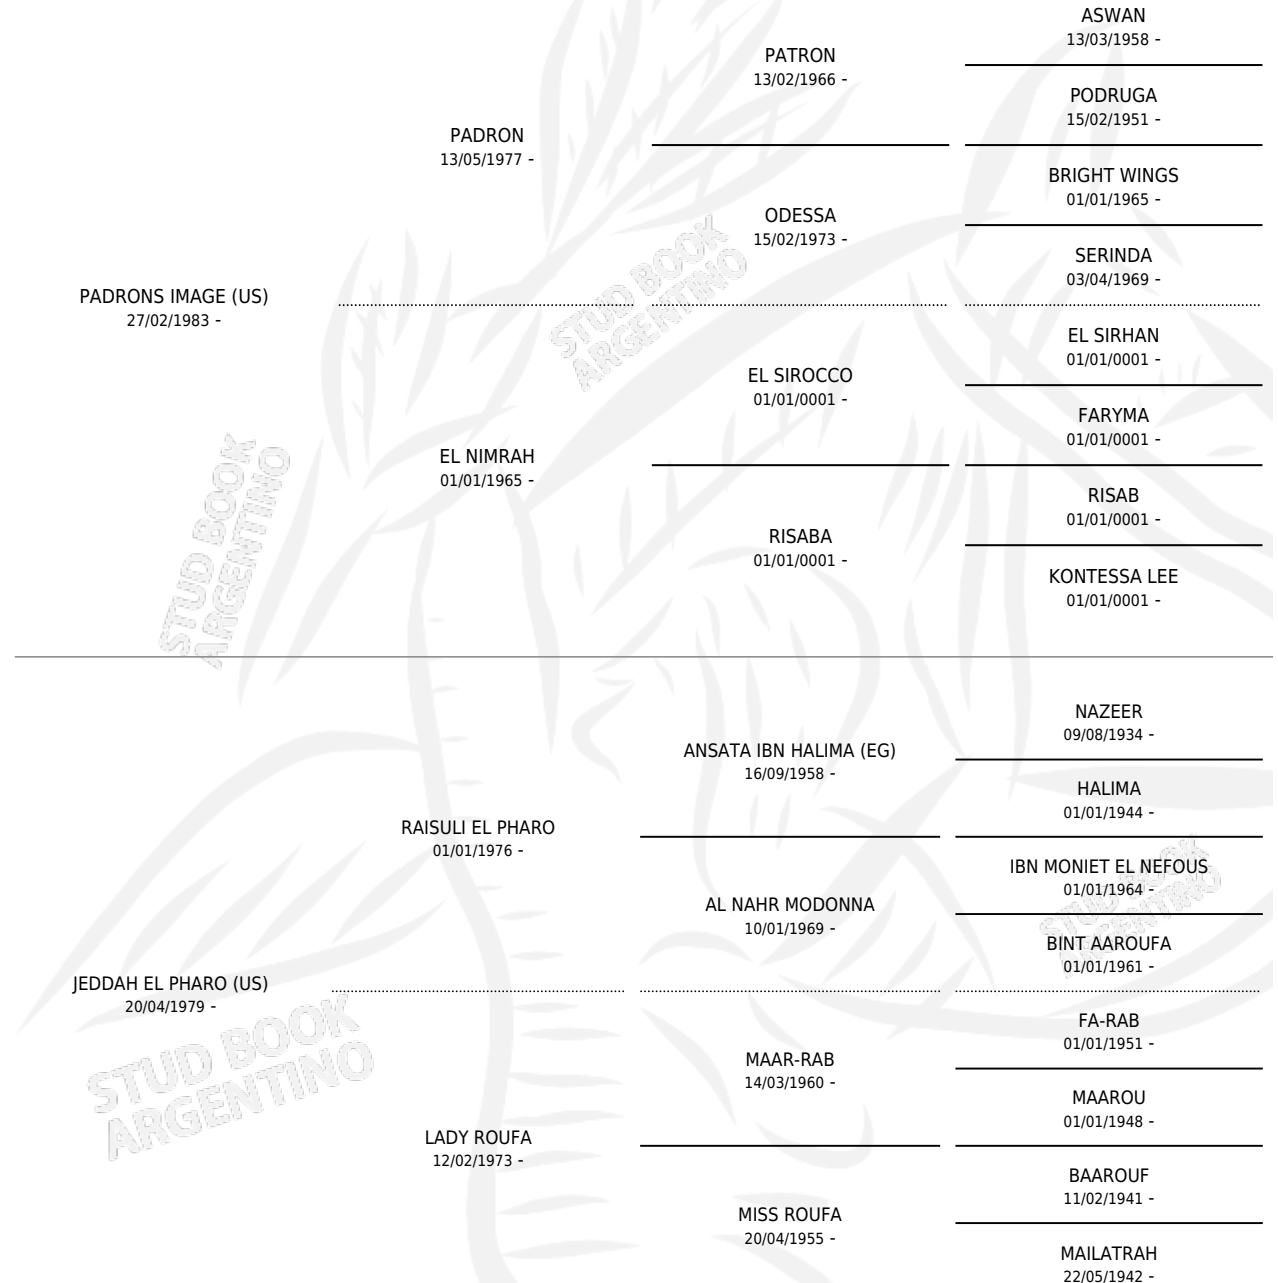 ASWAN
13/03/1958 -
PATRON
13/02/1966 -
PODRUGA
15/02/1951 -
PADRON
13/05/1977 -
BRIGHT WINGS
01/01/1965 -
ODESSA
15/02/1973 -
SERINDA
03/04/1969 -
PADRONS IMAGE (US)
27/02/1983 -
EL SIRHAN
01/01/0001 -
EL SIROCCO
01/01/0001 -
FARYMA
01/01/0001 -
EL NIMRAH
01/01/1965 -
RISAB
01/01/0001 -
RISABA
01/01/0001 -
KONTESSA LEE
01/01/0001 -
NAZEER
09/08/1934 -
ANSATA IBN HALIMA (EG)
16/09/1958 -
HALIMA
01/01/1944 -
RAISULI EL PHARO
01/01/1976 -
IBN MONIET EL NEFOUS
01/01/1964 -
AL NAHR MODONNA
10/01/1969 -
BINT AAROUFA
01/01/1961 -
JEDDAH EL PHARO (US)
20/04/1979 -
FA-RAB
01/01/1951 -
MAAR-RAB
14/03/1960 -
MAAROU
01/01/1948 -
LADY ROUFA
12/02/1973 -
BAAROUF
11/02/1941 -
MISS ROUFA
20/04/1955 -
MAILATRAH
22/05/1942 -
STUD BOOK
ARGENTINO
STUD BOOK
ARGENTINO
STUD BOOK
ARGENTINO
STUD BOOK
ARGENTINO